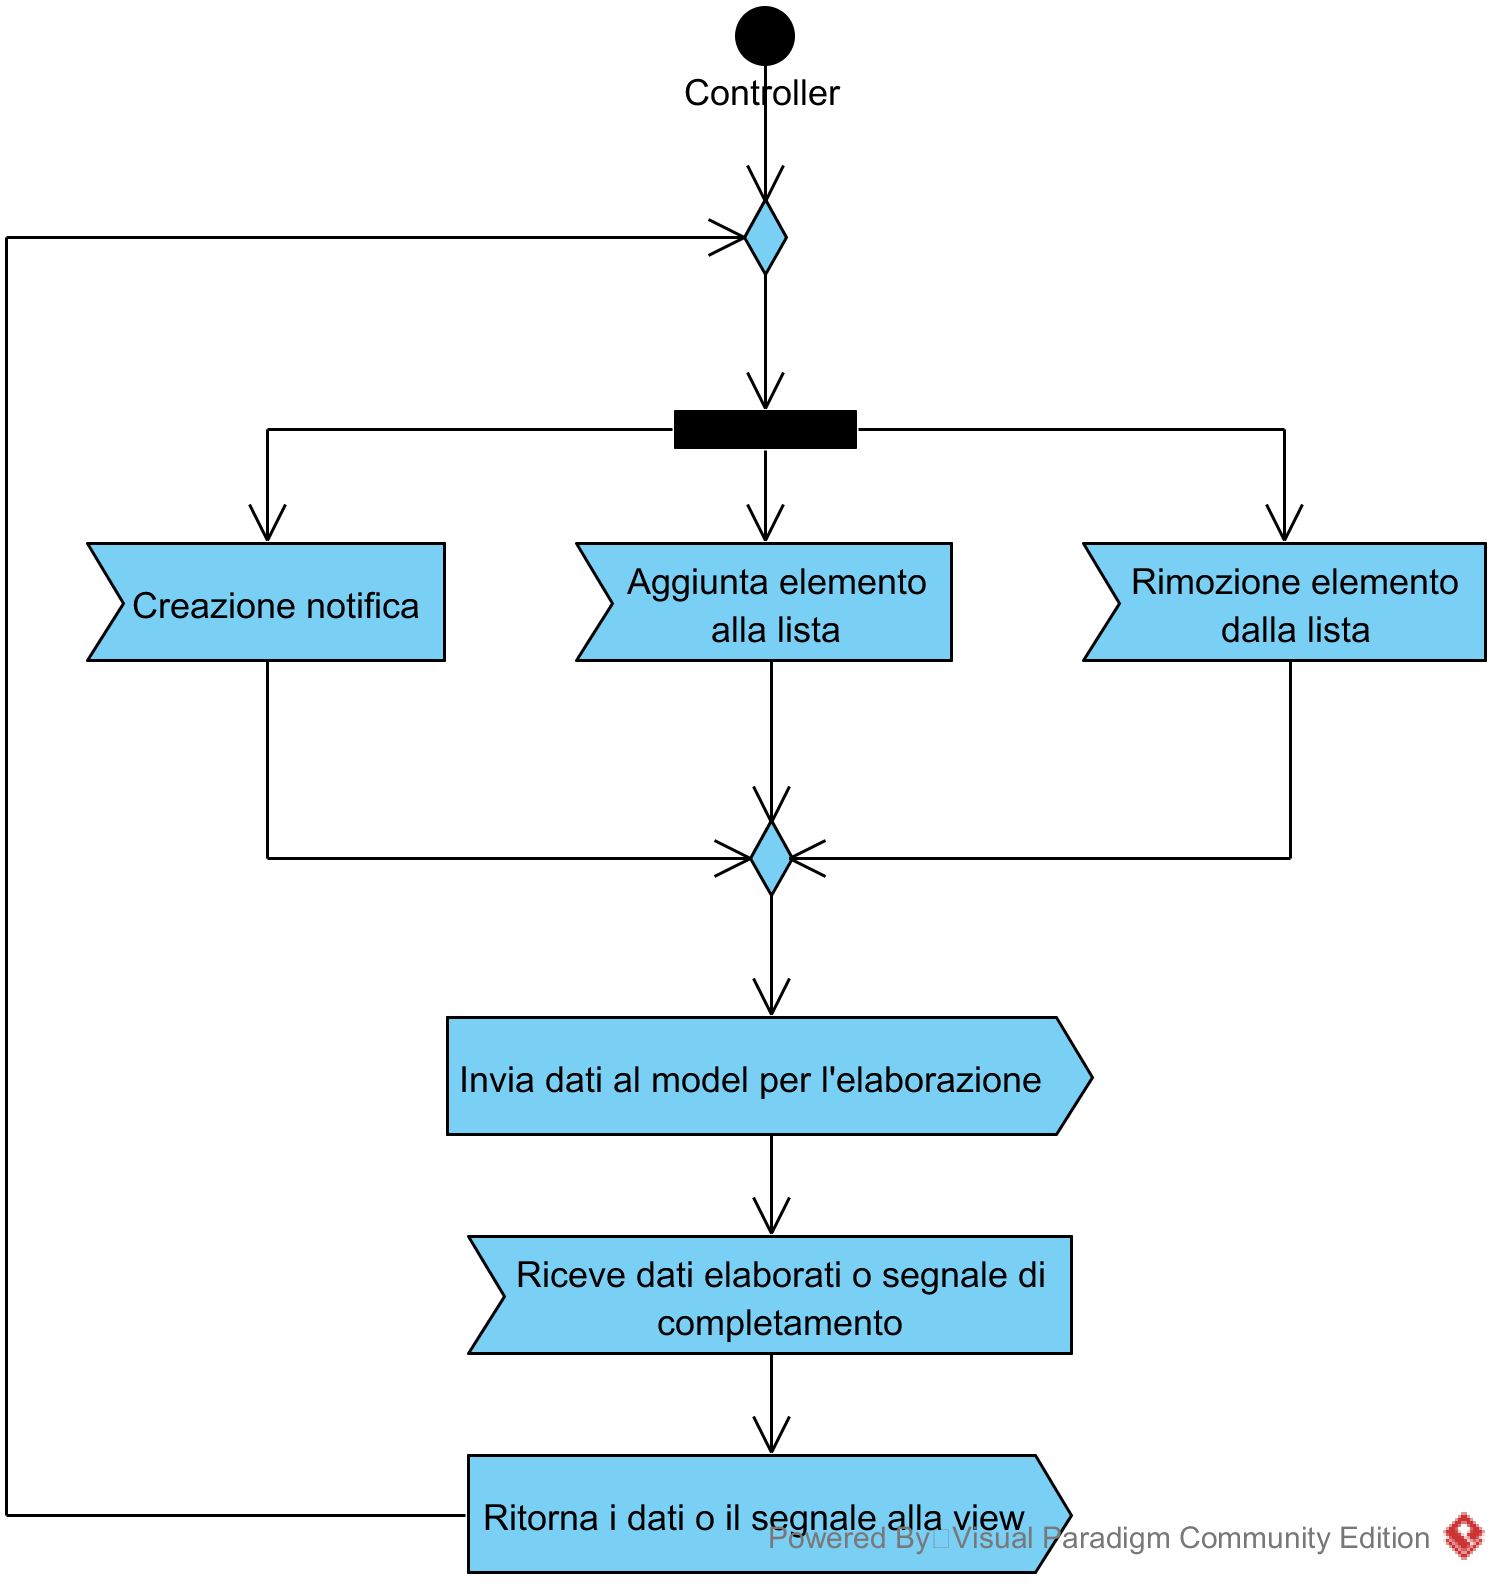 Controller
Creazione notifica
Aggiunta elemento
alla lista
Rimozione elemento
dalla lista
Invia dati al model per l'elaborazione
Riceve dati elaborati o segnale di
completamento
Ritorna i dati o il segnale alla view
Powered By Visual Paradigm Community Edition